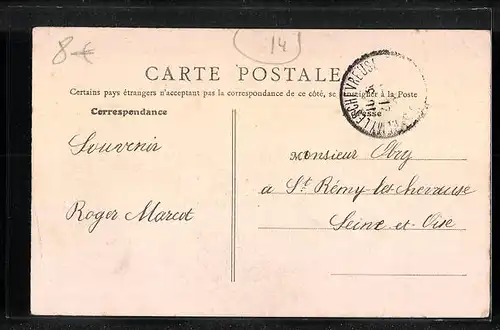 8€
14
CARTE POSTALE
Certains pays étrangers n'acceptant pas la correspondance de ce côté, se renseigner à la Poste
Correspondance
Souvenir
Monsieur Obry
à St Rémy-les-chevreuse
Roger Marcot
Seine-et-Oise